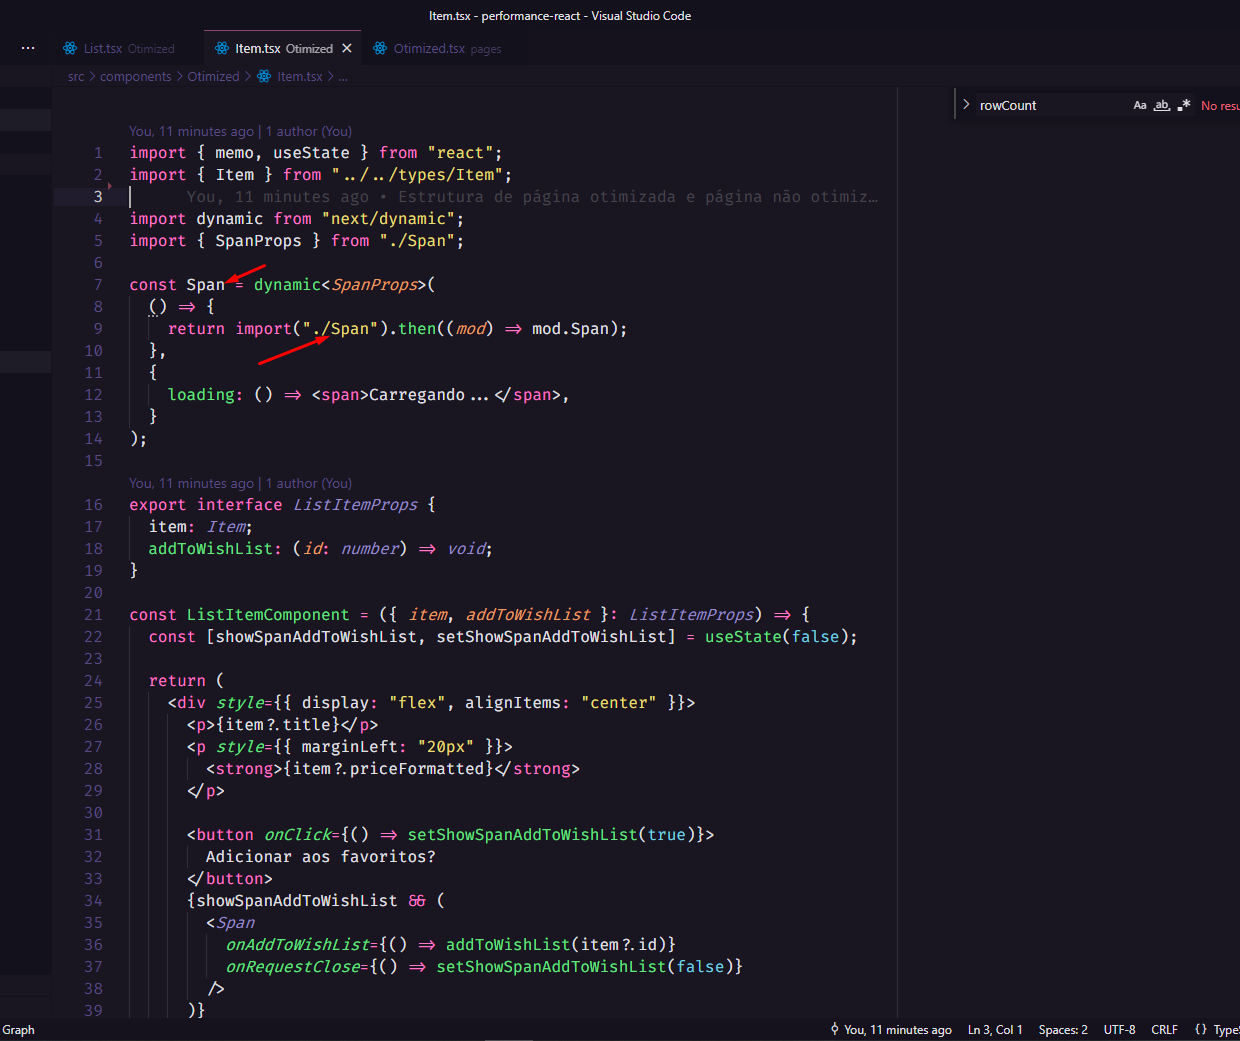 Item.tsx - performance-react - Visual Studio Code
··· List.tsx Otimized Item.tsx Otimized × Otimized.tsx pages
src > components > Otimized > Item.tsx > ...
> rowCount Aa ab .* No resu
You, 11 minutes ago | 1 author (You)
1 import { memo, useState } from "react";
2 import { Item } from "../../types/Item";
3 You, 11 minutes ago • Estrutura de página otimizada e página não otimiz…
4 import dynamic from "next/dynamic";
5 import { SpanProps } from "./Span";
6
7 const Span = dynamic<SpanProps>(
8 () => {
9 return import("./Span").then((mod) => mod.Span);
10 },
11 {
12 loading: () => <span>Carregando...</span>,
13 }
14 );
15
You, 11 minutes ago | 1 author (You)
16 export interface ListItemProps {
17 item: Item;
18 addToWishList: (id: number) => void;
19 }
20
21 const ListItemComponent = ({ item, addToWishList }: ListItemProps) => {
22 const [showSpanAddToWishList, setShowSpanAddToWishList] = useState(false);
23
24 return (
25 <div style={{ display: "flex", alignItems: "center" }}>
26 <p>{item?.title}</p>
27 <p style={{ marginLeft: "20px" }}>
28 <strong>{item?.priceFormatted}</strong>
29 </p>
30
31 <button onClick={() => setShowSpanAddToWishList(true)}>
32 Adicionar aos favoritos?
33 </button>
34 {showSpanAddToWishList && (
35 <Span
36 onAddToWishList={() => addToWishList(item?.id)}
37 onRequestClose={() => setShowSpanAddToWishList(false)}
38 />
39 )}
Graph You, 11 minutes ago Ln 3, Col 1 Spaces: 2 UTF-8 CRLF {} TypeS